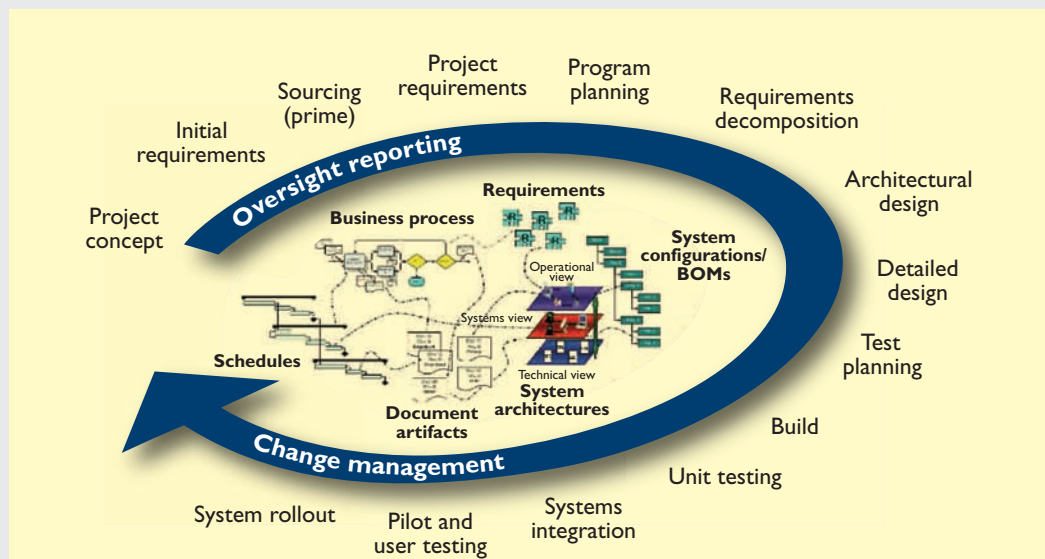 Project
requirements
Program
planning
Sourcing
(prime)
Requirements
decomposition
Initial
requirements
Oversight reporting
Architectural
design
Requirements
Business process
Project
concept
System
configurations/
BOMs
Operational
view
Detailed
design
Systems view
Test
planning
Schedules
Technical view
System
architectures
Document
artifacts
Build
Change management
Unit testing
Systems
integration
System rollout
Pilot and
user testing